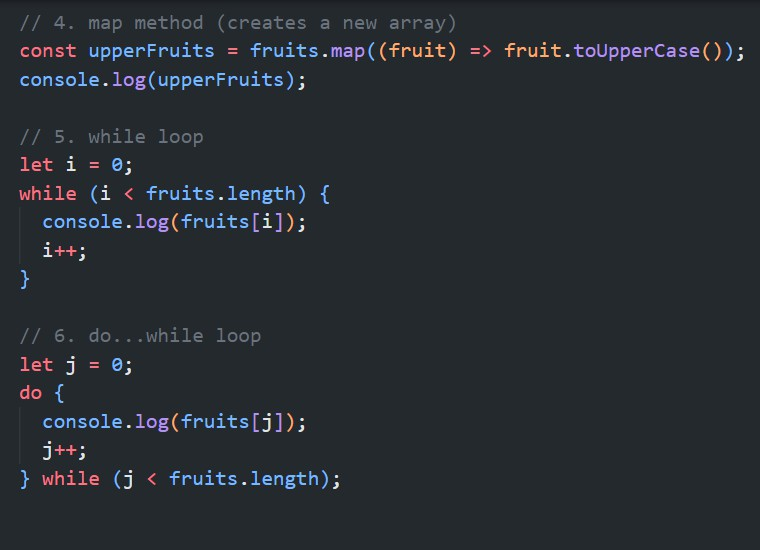 // 4. map method (creates a new array)
const upperFruits = fruits.map((fruit) => fruit.toUpperCase());
console.log(upperFruits);

// 5. while loop
let i = 0;
while (i < fruits.length) {
  console.log(fruits[i]);
  i++;
}

// 6. do...while loop
let j = 0;
do {
  console.log(fruits[j]);
  j++;
} while (j < fruits.length);